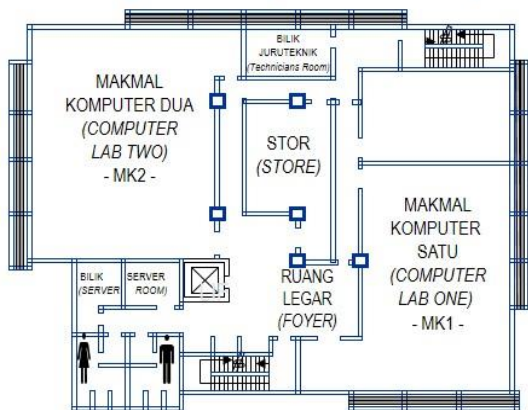 BILIK
JURUTEKNIK
(Technicians Room)
MAKMAL
KOMPUTER DUA
(COMPUTER
LAB TWO)
- MK2 -
STOR
(STORE)
MAKMAL
KOMPUTER
SATU
(COMPUTER
LAB ONE)
- MK1 -
BILIK
(SERVER
SERVER
ROOM)
RUANG
LEGAR
(FOYER)